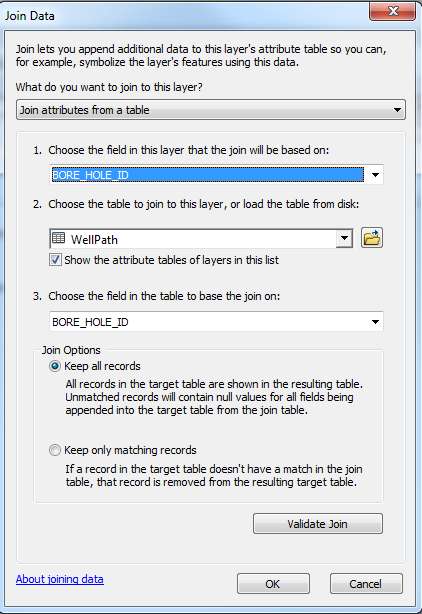 Join Data
Join lets you append additional data to this layer's attribute table so you can,
for example, symbolize the layer's features using this data.
What do you want to join to this layer?
Join attributes from a table
1. Choose the field in this layer that the join will be based on:
BORE_HOLE_ID
2. Choose the table to join to this layer, or load the table from disk:
WellPath
Show the attribute tables of layers in this list
3. Choose the field in the table to base the join on:
BORE_HOLE_ID
Join Options
Keep all records
All records in the target table are shown in the resulting table.
Unmatched records will contain null values for all fields being
appended into the target table from the join table.
Keep only matching records
If a record in the target table doesn't have a match in the join
table, that record is removed from the resulting target table.
Validate Join
About joining data
OK
Cancel